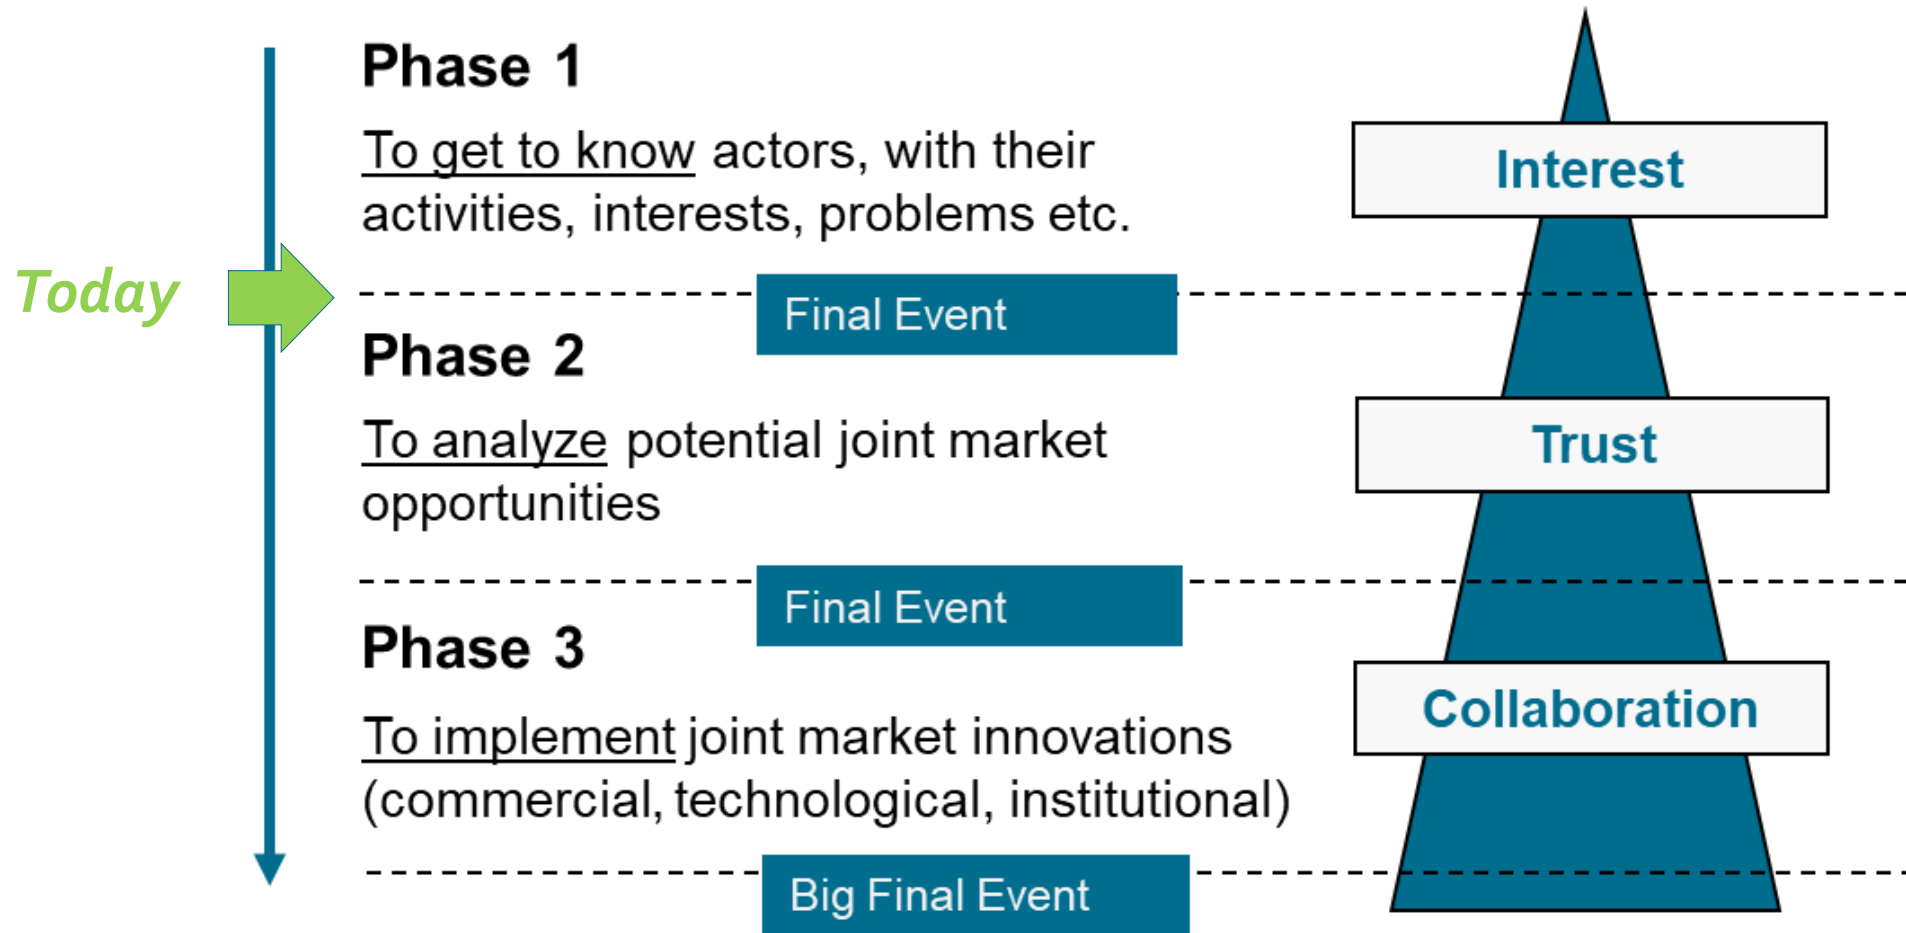 Phase 1
To get to know actors, with their
activities, interests, problems etc.
Interest
Today
Final Event
Phase 2
To analyze potential joint market
opportunities
Trust
Final Event
Phase 3
To implement joint market innovations
(commercial, technological, institutional)
Collaboration
Big Final Event